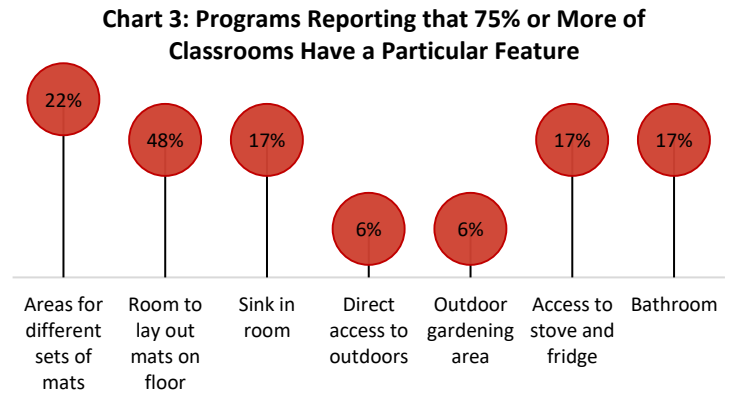 Chart 3: Programs Reporting that 75% or More of
Classrooms Have a Particular Feature
22%
48%
17%
6%
6%
17%
17%
Areas for
different
sets of
mats
Room to
lay out
mats on
floor
Sink in
room
Direct
access to
outdoors
Outdoor
gardening
area
Access to
stove and
fridge
Bathroom